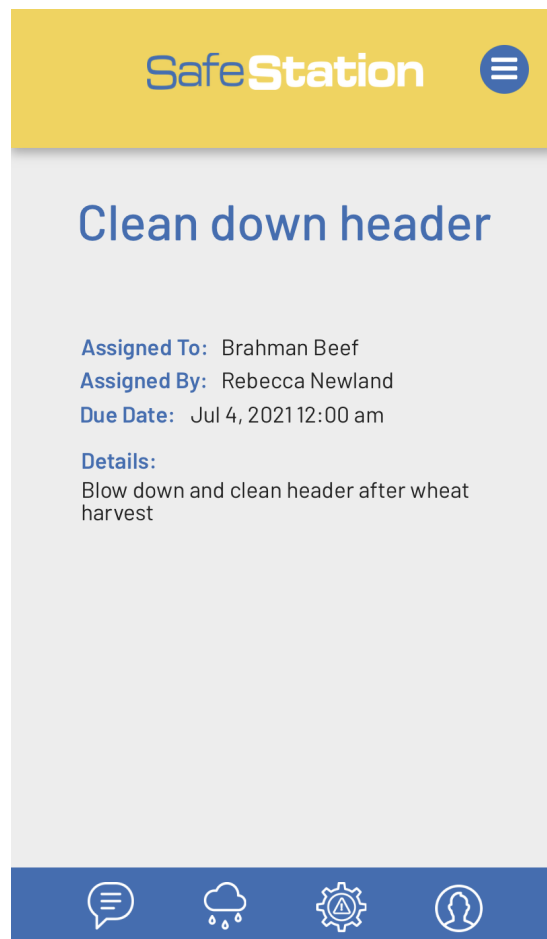 SafeStation
Clean down header
Assigned To: Brahman Beef
Assigned By: Rebecca Newland
Due Date: Jul 4, 2021 12:00 am
Details:
Blow down and clean header after wheat
harvest